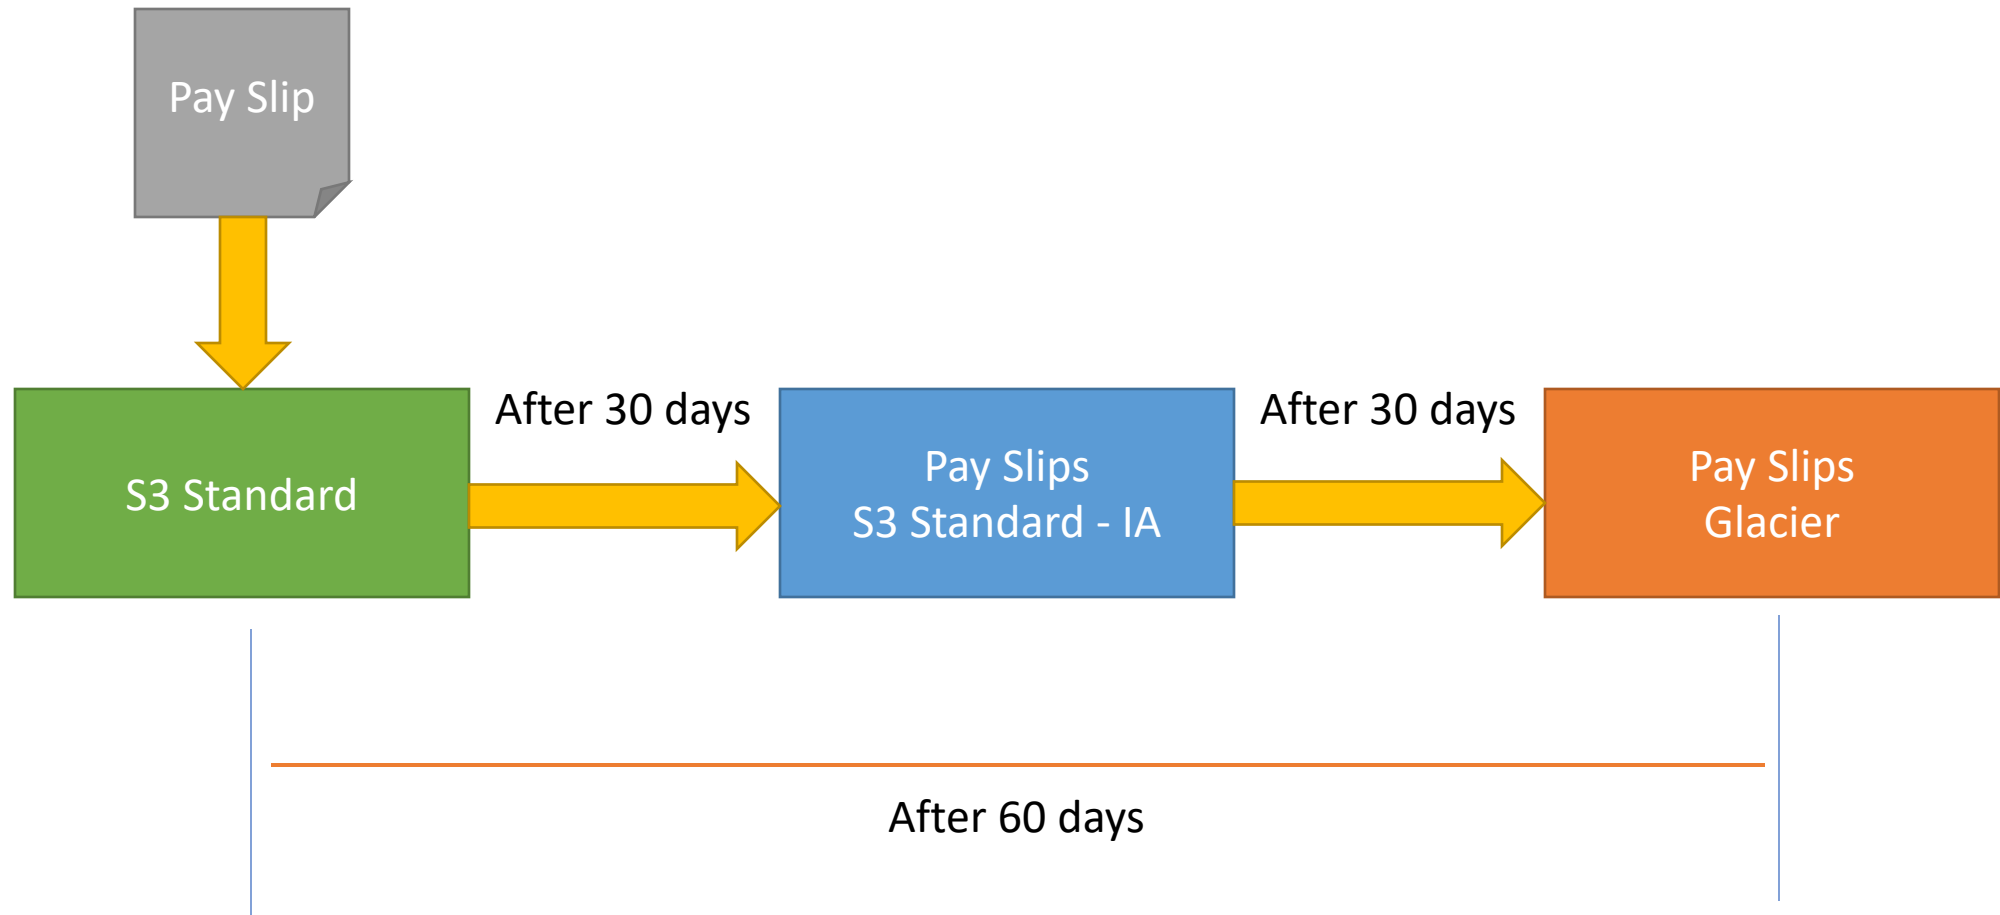 Pay Slip
S3 Standard
After 30 days
Pay Slips
S3 Standard - IA
After 30 days
Pay Slips
Glacier
After 60 days